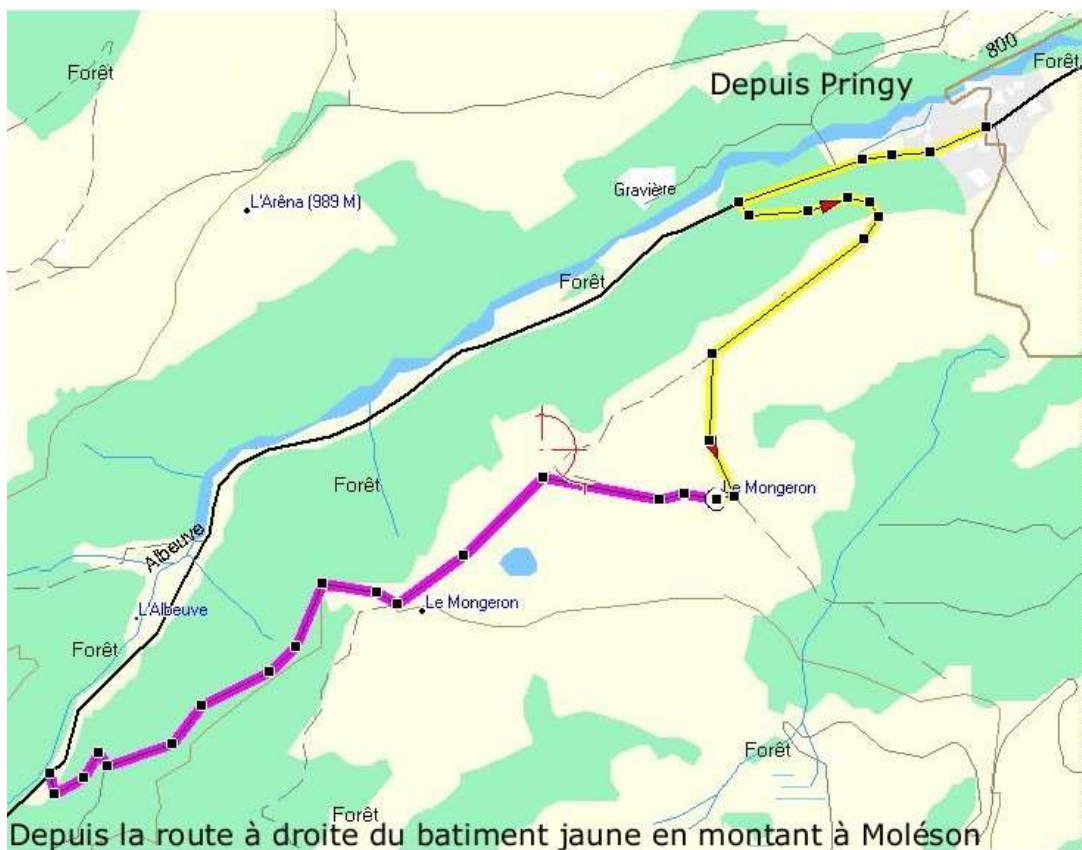 800
Forêt
Forêt
Depuis Pringy
Gravière
L'Arêna (989 M)
Forêt
Forêt
Le Mongeron
Albeuve
L'Albeuve
Le Mongeron
Forêt
Forêt
Forêt
Depuis la route à droite du batiment jaune en montant à Moléson